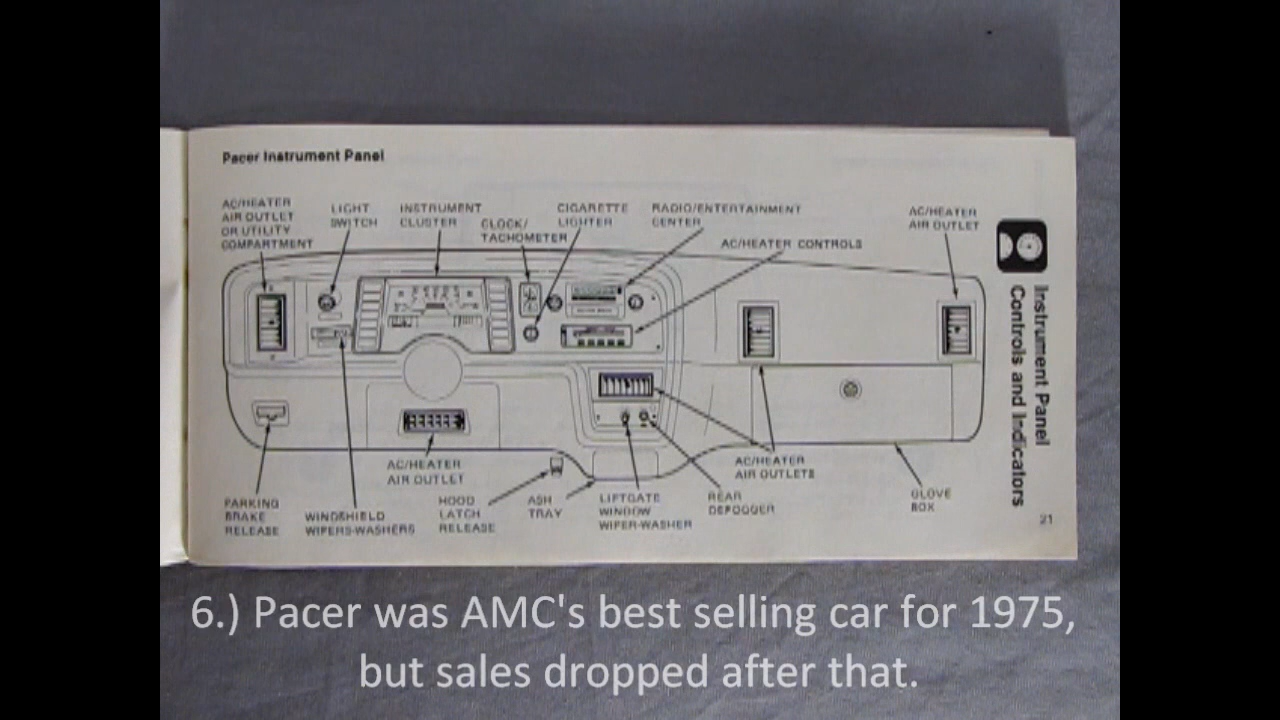 Pacer Instrument Panel
AC/HEATER
AIR OUTLET
OR UTILITY
COMPARTMENT
LIGHT
SWITCH
INSTRUMENT
CLUSTER
CLOCK/
TACHOMETER
CIGARETTE
LIGHTER
RADIO/ENTERTAINMENT
CENTER
AC/HEATER CONTROLS
AC/HEATER
AIR OUTLET
Instrument Panel
Controls and Indicators
PARKING
BRAKE
RELEASE
WINDSHIELD
WIPERS-WASHERS
AC/HEATER
AIR OUTLET
HOOD
LATCH
RELEASE
ASH
TRAY
LIFTGATE
WINDOW
WIPER-WASHER
REAR
DEFOGGER
AC/HEATER
AIR OUTLETS
GLOVE
BOX
21
6.) Pacer was AMC's best selling car for 1975,
but sales dropped after that.